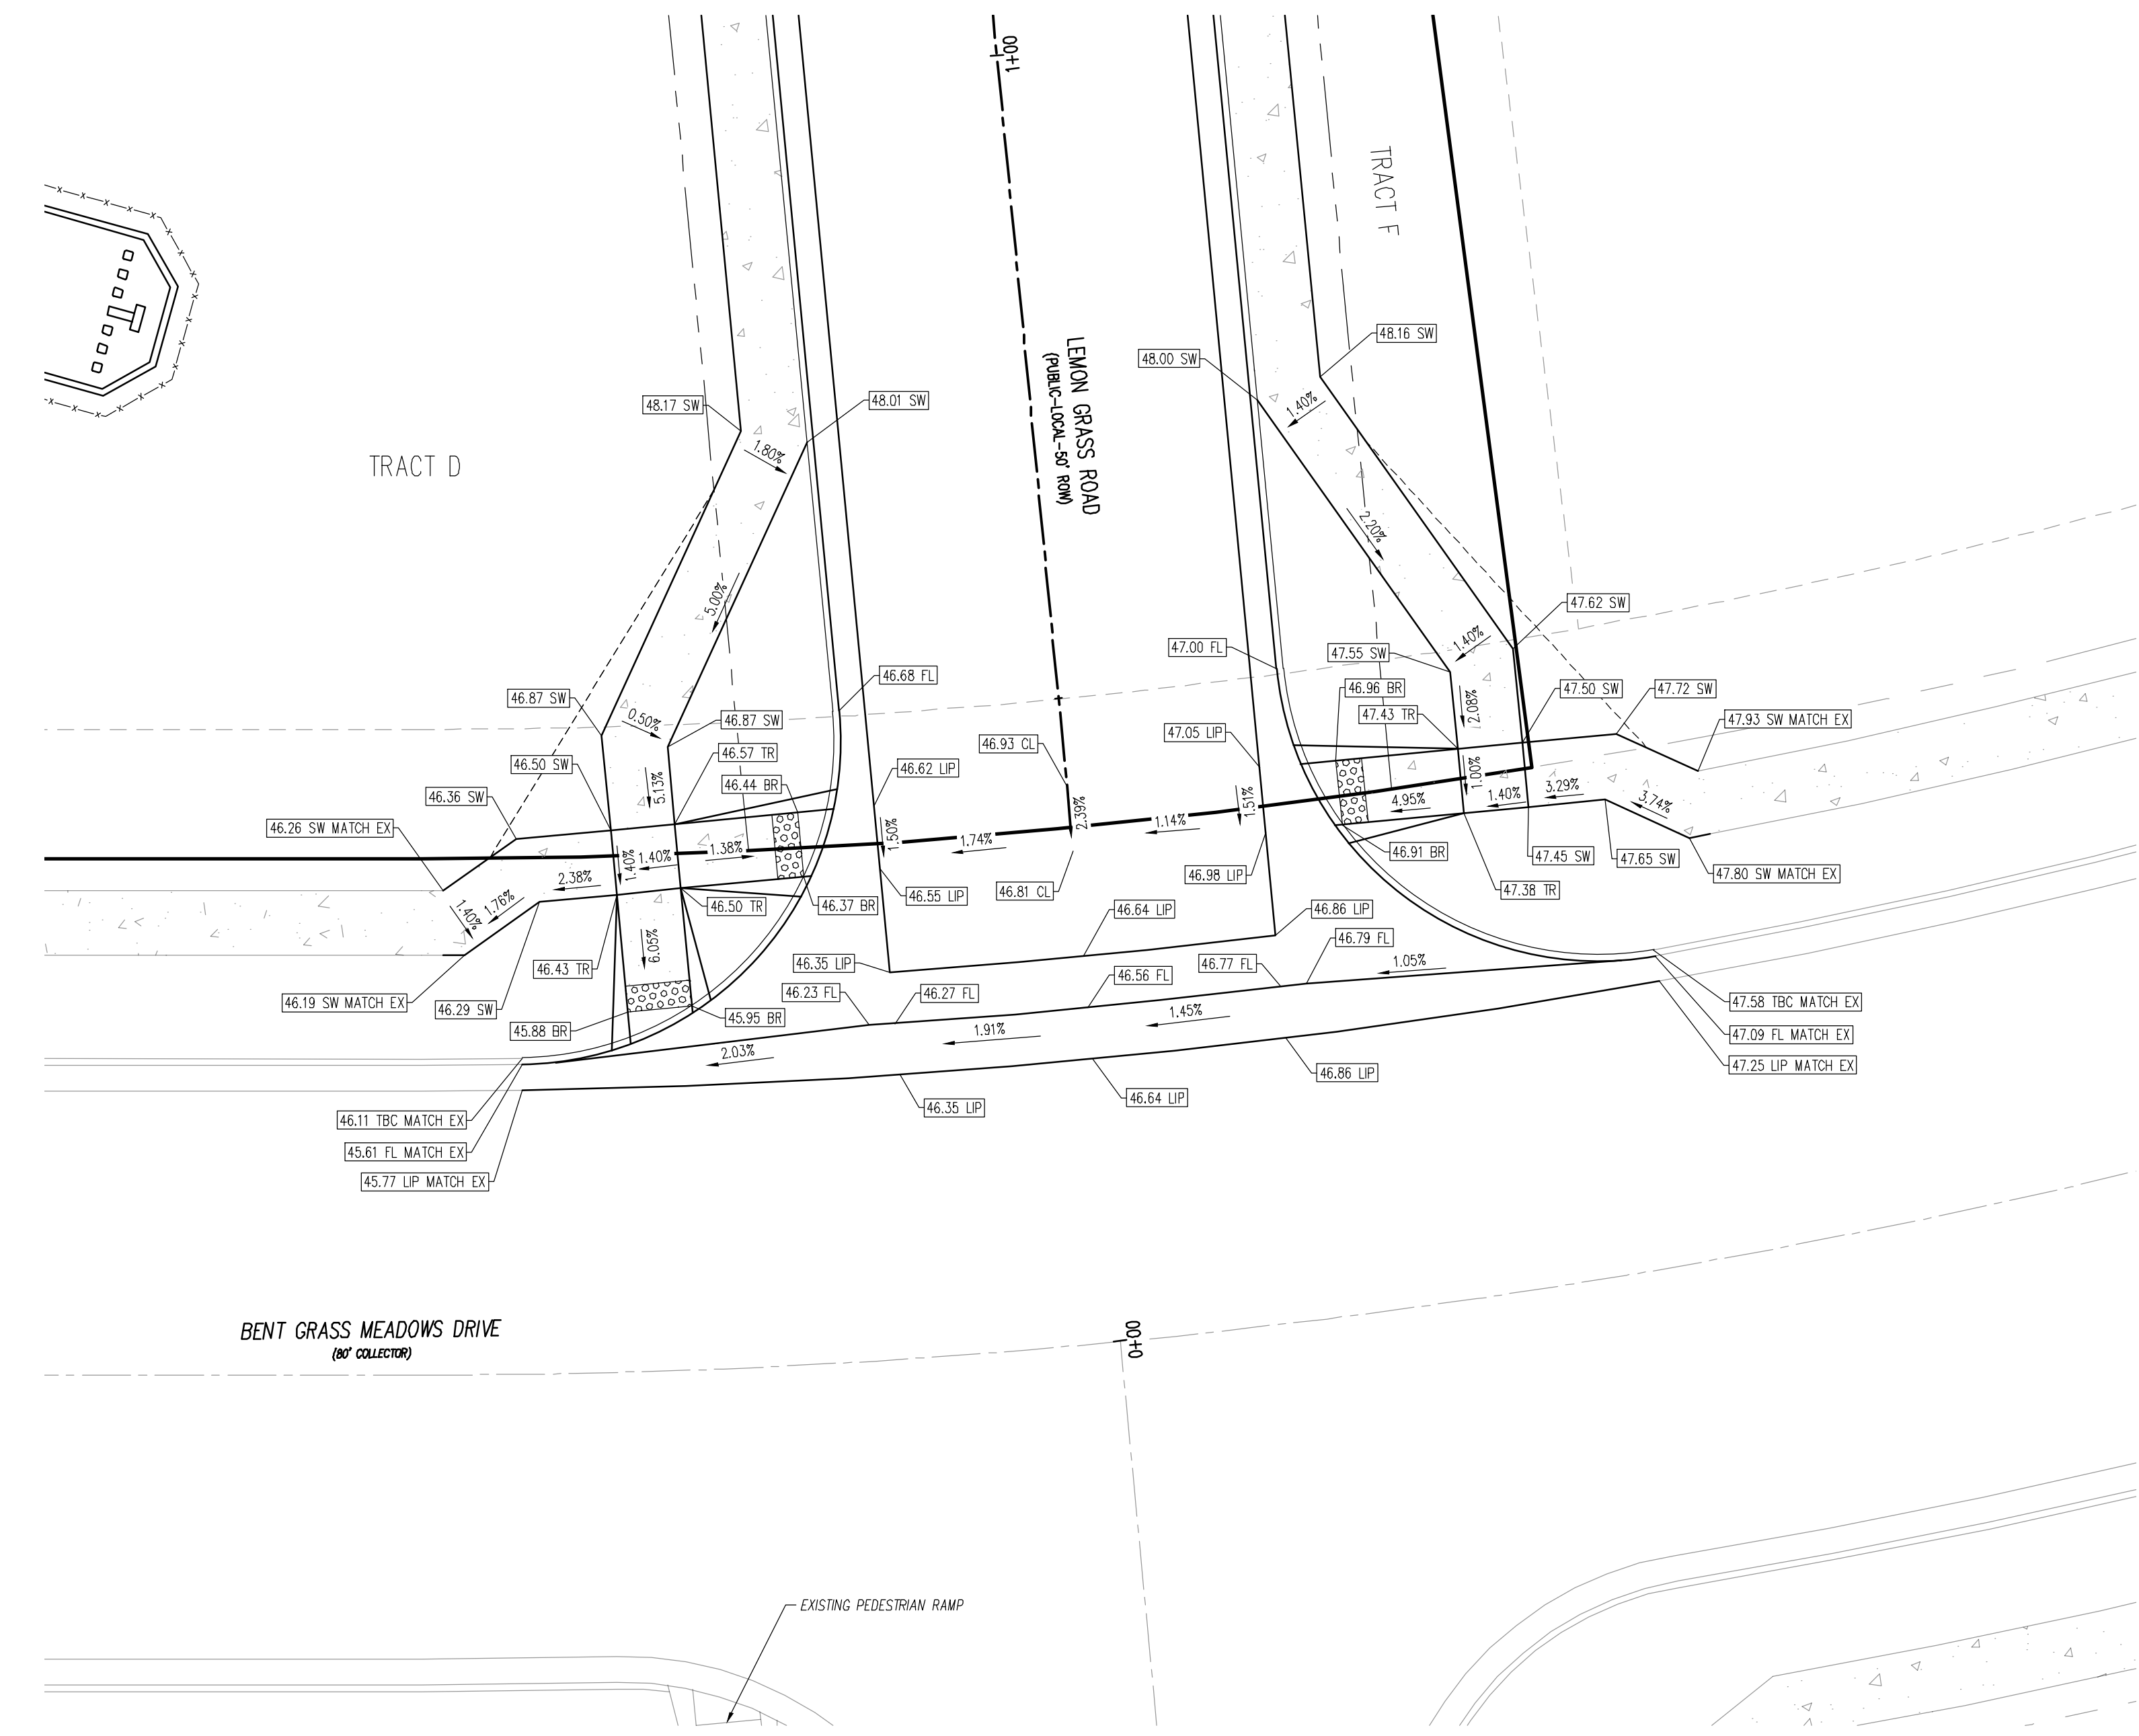 1+00
TRACT F
48.16 SW
48.00 SW
LEMON GRASS ROAD
(PUBLIC-LOCAL-50' ROW)
1.40%
48.17 SW
48.01 SW
1.80%
TRACT D
2.20%
5.00%
47.62 SW
1.40%
47.00 FL
47.55 SW
46.68 FL
46.96 BR
47.50 SW
47.72 SW
46.87 SW
0.50%
46.87 SW
47.43 TR
2.08%
47.93 SW MATCH EX
47.05 LIP
46.93 CL
46.57 TR
46.50 SW
46.62 LIP
46.44 BR
5.13%
1.00%
3.29%
46.36 SW
4.95%
1.40%
3.74%
1.51%
2.39%
1.14%
46.26 SW MATCH EX
1.50%
1.74%
1.38%
1.40%
1.40%
46.91 BR
47.45 SW
47.65 SW
47.80 SW MATCH EX
2.38%
46.98 LIP
47.38 TR
46.81 CL
46.55 LIP
1.76%
1.40%
46.50 TR
46.37 BR
46.64 LIP
46.86 LIP
6.05%
46.79 FL
46.43 TR
46.35 LIP
46.77 FL
1.05%
46.56 FL
46.23 FL
46.27 FL
46.19 SW MATCH EX
46.29 SW
47.58 TBC MATCH EX
45.88 BR
45.95 BR
1.45%
1.91%
47.09 FL MATCH EX
2.03%
47.25 LIP MATCH EX
46.86 LIP
46.64 LIP
46.35 LIP
46.11 TBC MATCH EX
45.61 FL MATCH EX
45.77 LIP MATCH EX
BENT GRASS MEADOWS DRIVE
(80' COLLECTOR)
0+00
EXISTING PEDESTRIAN RAMP